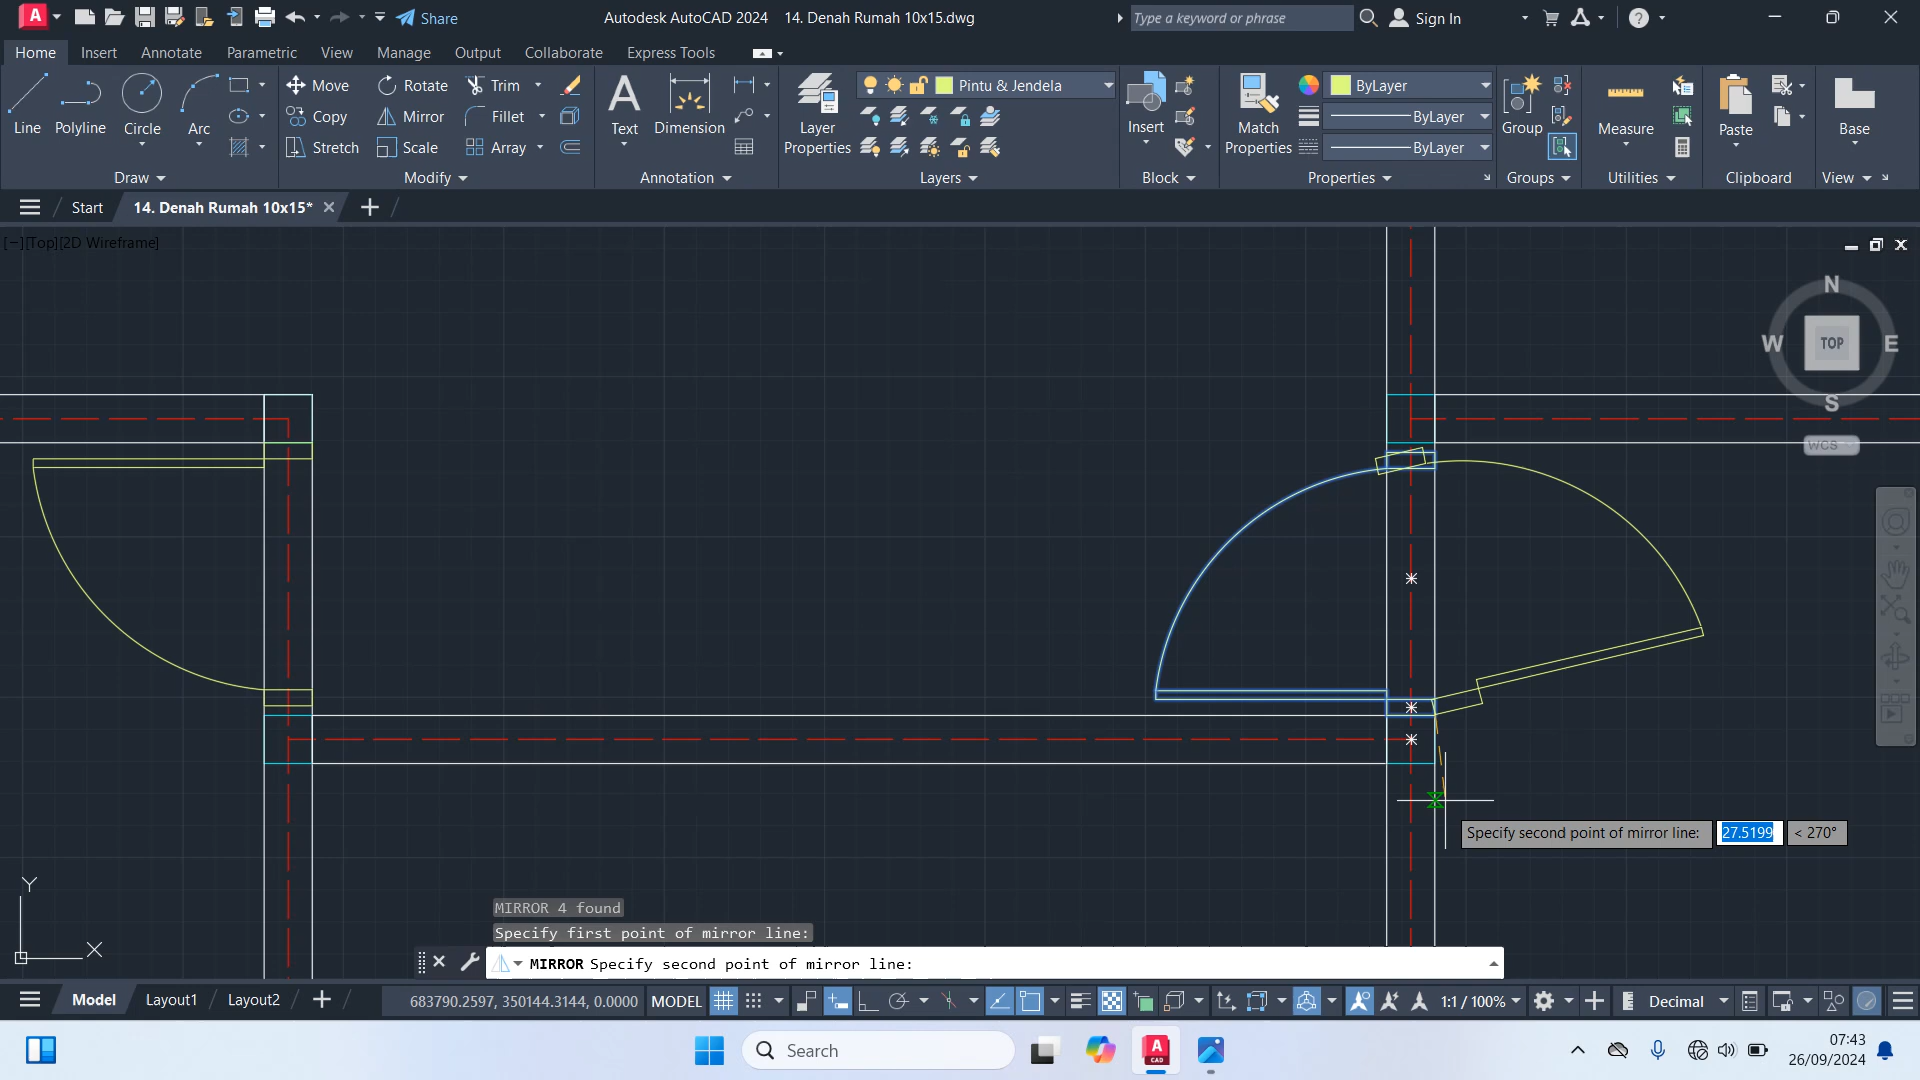 A Share Autodesk AutoCAD 2024 14. Denah Rumah 10x15.dwg Type a keyword or phrase Sign In ?
Home Insert Annotate Parametric View Manage Output Collaborate Express Tools
Move Rotate Trim Pintu & Jendela ByLayer
Line Polyline Circle Arc Copy Mirror Fillet Text Dimension Layer Properties Insert Match Properties ByLayer Group Measure Paste Base
Stretch Scale Array ByLayer
Draw Modify Annotation Layers Block Properties Groups Utilities Clipboard View
Start 14. Denah Rumah 10x15*
[−][Top][2D Wireframe]
N
W TOP E
S
WCS
Specify second point of mirror line: 27.5199 < 270°
Y
X
MIRROR 4 found
Specify first point of mirror line:
MIRROR Specify second point of mirror line:
Model Layout1 Layout2 683790.2597, 350144.3144, 0.0000 MODEL 1:1 / 100% Decimal
Search A CAD 07:43
26/09/2024